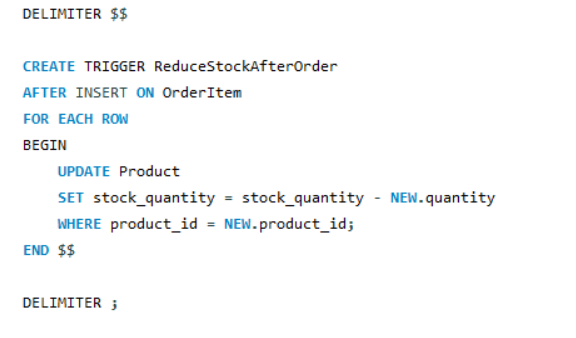 DELIMITER $$
CREATE TRIGGER ReduceStockAfterOrder
AFTER INSERT ON OrderItem
FOR EACH ROW
BEGIN
    UPDATE Product
    SET stock_quantity = stock_quantity - NEW.quantity
    WHERE product_id = NEW.product_id;
END $$
DELIMITER ;